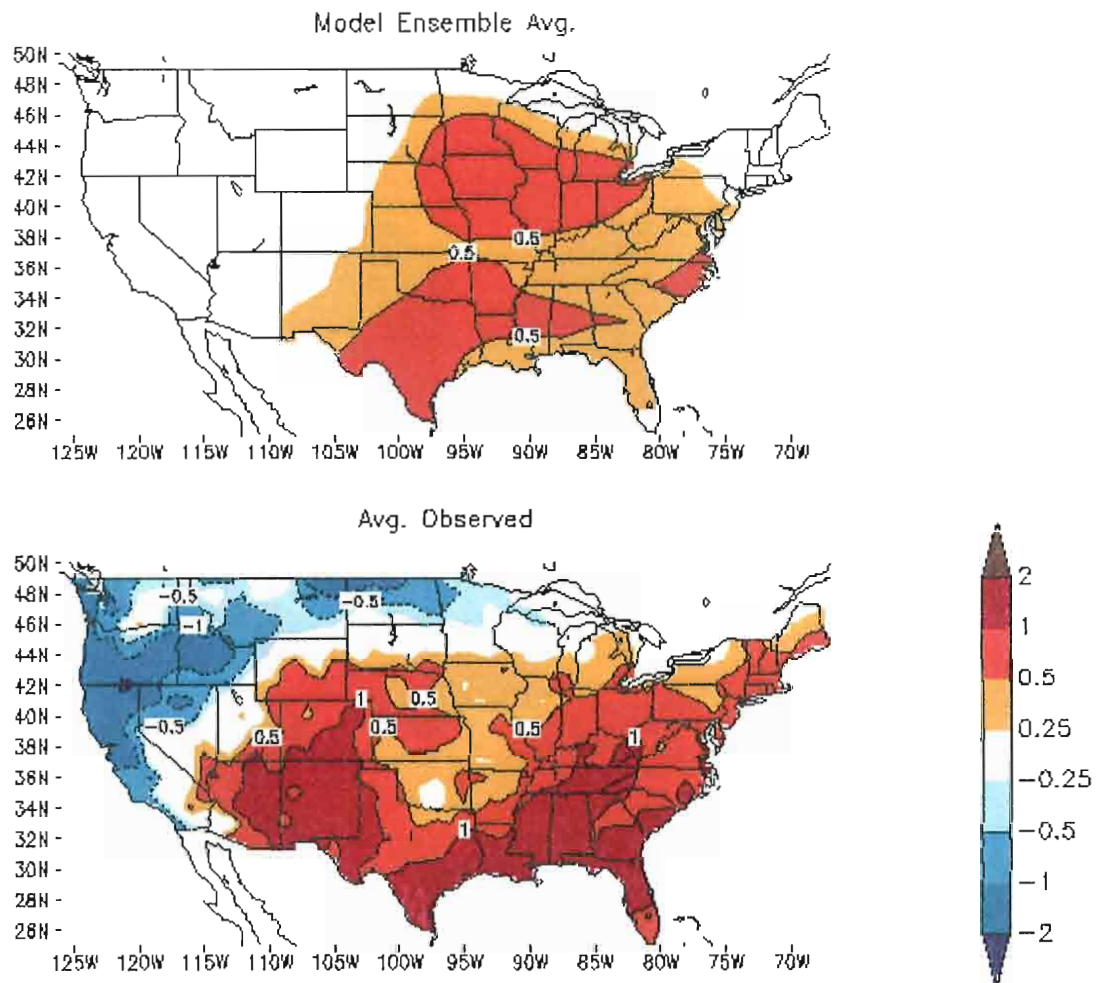 Model Ensemble Avg.
50N
48N
46N
44N
42N
40N
38N
36N
34N
32N
30N
28N
26N
0.5
0.5
0.5
125W 120W 115W 110W 105W 100W 95W 90W 85W 80W 75W 70W
Avg. Observed
50N
48N
46N
44N
42N
40N
38N
36N
34N
32N
30N
28N
26N
-0.5
-0.5
-1
1
0.5
-0.5
0.5
0.5
0.5
1
1
125W 120W 115W 110W 105W 100W 95W 90W 85W 80W 75W 70W
2
1
0.5
0.25
-0.25
-0.5
-1
-2